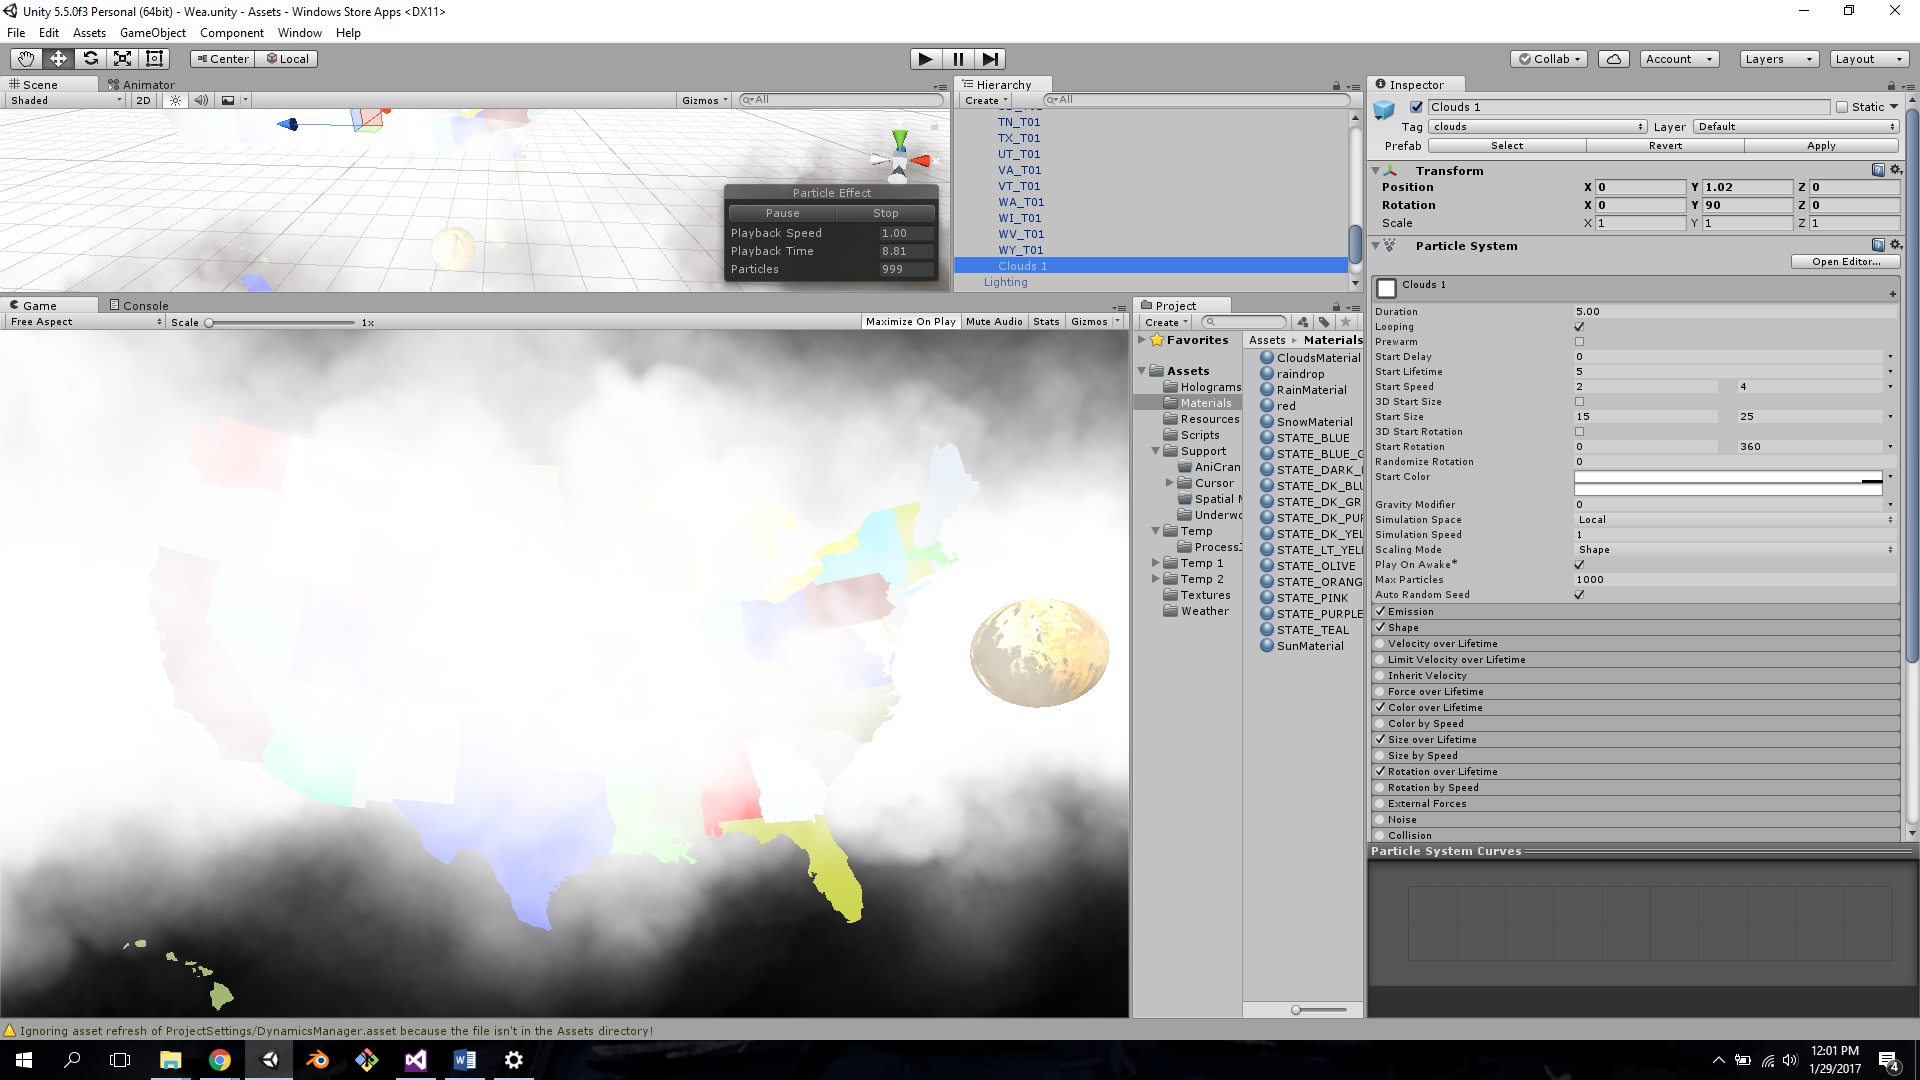 Unity 5.5.0f3 Personal (64bit) - Wea.unity - Assets - Windows Store Apps <DX11>
File Edit Assets GameObject Component Window Help
Center Local
Collab Account Layers Layout
Scene Animator
Shaded 2D Gizmos All
Particle Effect
Pause Stop
Playback Speed 1.00
Playback Time 8.81
Particles 999
Hierarchy
Create All
TN_T01
TX_T01
UT_T01
VA_T01
VT_T01
WA_T01
WI_T01
WV_T01
WY_T01
Clouds 1
Lighting
Game Console
Free Aspect Scale 1x Maximize On Play Mute Audio Stats Gizmos
Project
Create
Favorites
Assets
Holograms
Materials
Resources
Scripts
Support
AniCran
Cursor
Spatial
Underwc
Temp
Process
Temp 1
Temp 2
Textures
Weather
Assets Materials
CloudsMaterial
raindrop
RainMaterial
red
SnowMaterial
STATE_BLUE
STATE_BLUE_G
STATE_DARK_
STATE_DK_BLU
STATE_DK_GR
STATE_DK_PUR
STATE_DK_YEL
STATE_LT_YELL
STATE_OLIVE
STATE_ORANG
STATE_PINK
STATE_PURPLE
STATE_TEAL
SunMaterial
Inspector
Clouds 1 Static
Tag clouds Layer Default
Prefab Select Revert Apply
Transform
Position X 0 Y 1.02 Z 0
Rotation X 0 Y 90 Z 0
Scale X 1 Y 1 Z 1
Particle System
Open Editor...
Clouds 1
Duration 5.00
Looping
Prewarm
Start Delay 0
Start Lifetime 5
Start Speed 2 4
3D Start Size
Start Size 15 25
3D Start Rotation
Start Rotation 0 360
Randomize Rotation 0
Start Color
Gravity Modifier 0
Simulation Space Local
Simulation Speed 1
Scaling Mode Shape
Play On Awake*
Max Particles 1000
Auto Random Seed
Emission
Shape
Velocity over Lifetime
Limit Velocity over Lifetime
Inherit Velocity
Force over Lifetime
Color over Lifetime
Color by Speed
Size over Lifetime
Size by Speed
Rotation over Lifetime
Rotation by Speed
External Forces
Noise
Collision
Particle System Curves
Ignoring asset refresh of ProjectSettings/DynamicsManager.asset because the file isn't in the Assets directory!
12:01 PM
1/29/2017
4